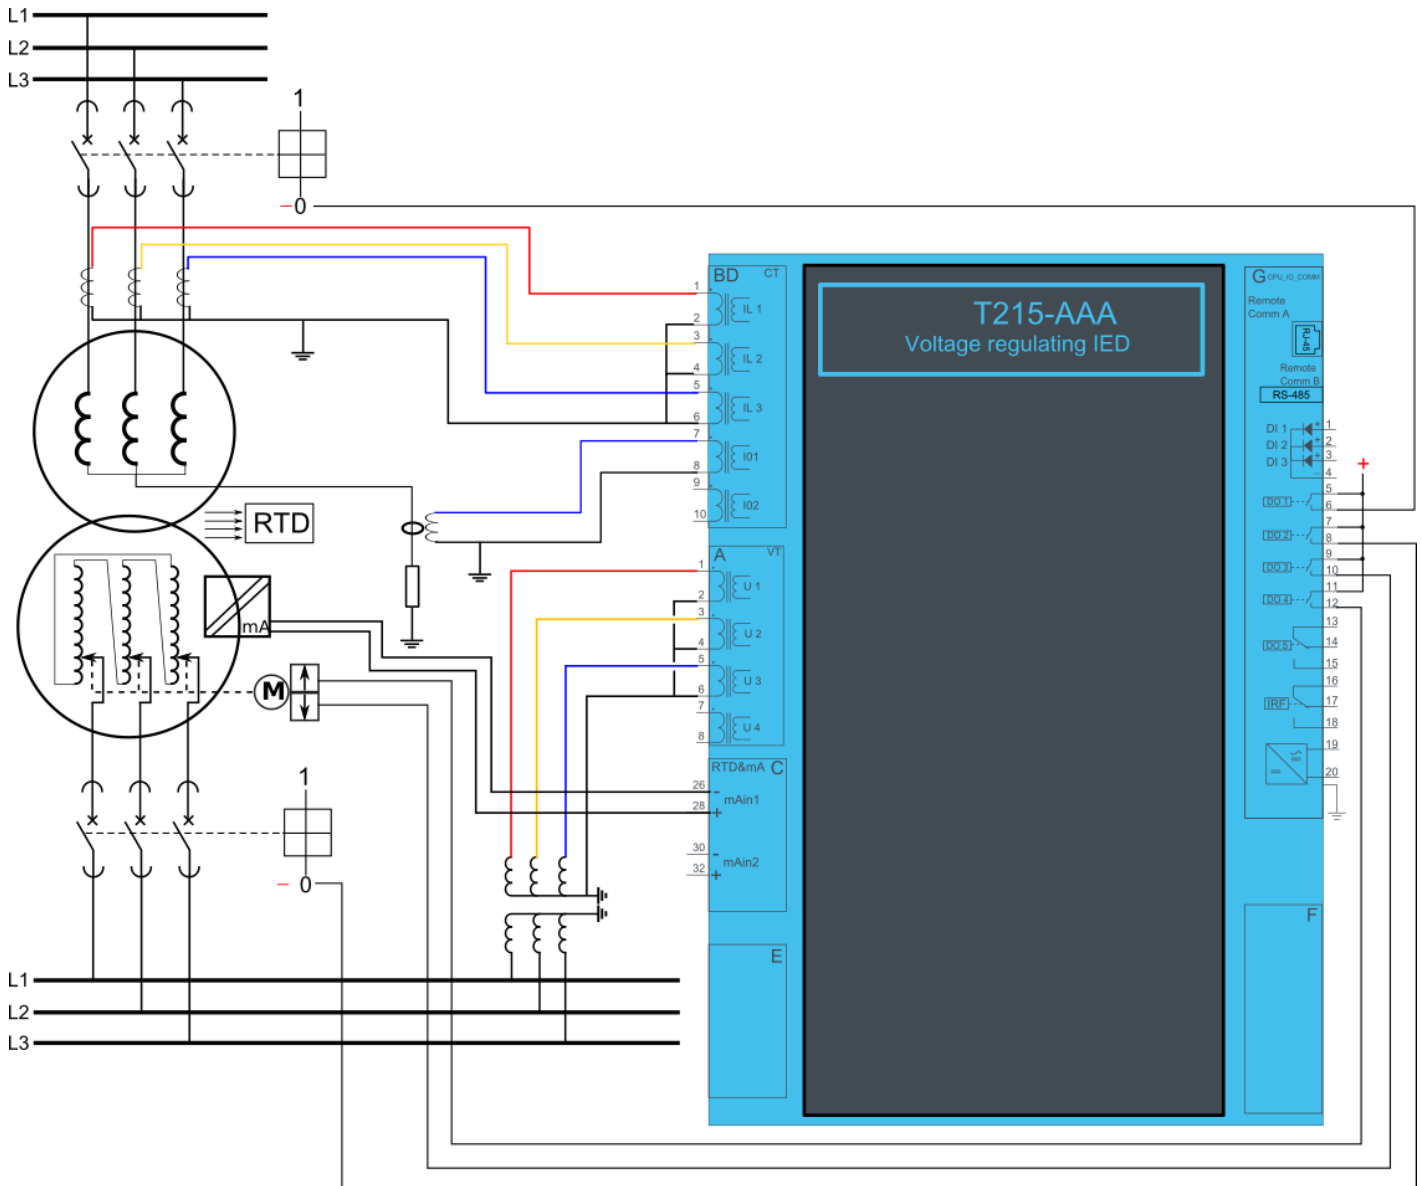 L1
L2
L3
1
–0
BD
CT
1
IL 1
2
3
IL 2
4
5
IL 3
6
7
I01
8
9
I02
10
T215-AAA
Voltage regulating IED
G CPU_IO_COMM
Remote
Comm A
RJ-45
Remote
Comm B
RS-485
DI 1 + 1
DI 2 + 2
DI 3 + 3
- 4
+
5
DO 1
6
7
DO 2
8
9
DO 3
10
11
DO 4
12
13
DO 5
14
15
16
IRF
17
18
19
20
RTD
mA
M
A
VT
1
U 1
2
3
U 2
4
5
U 3
6
7
U 4
8
RTD&mA C
26 -
mAin1
28 +
30 -
mAin2
32 +
1
– 0
E
F
L1
L2
L3